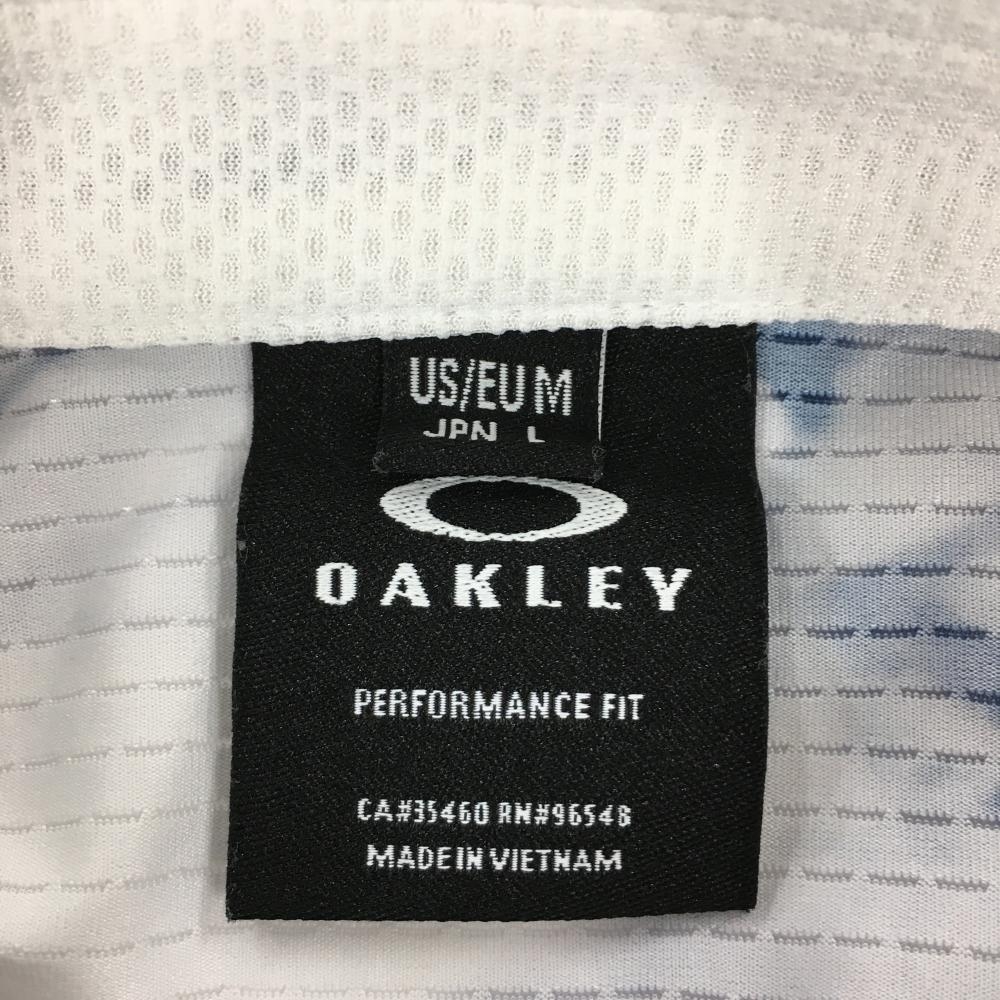 US/EU M
JPN L
OAKLEY
PERFORMANCE FIT
CA#35460 RN#96548
MADE IN VIETNAM